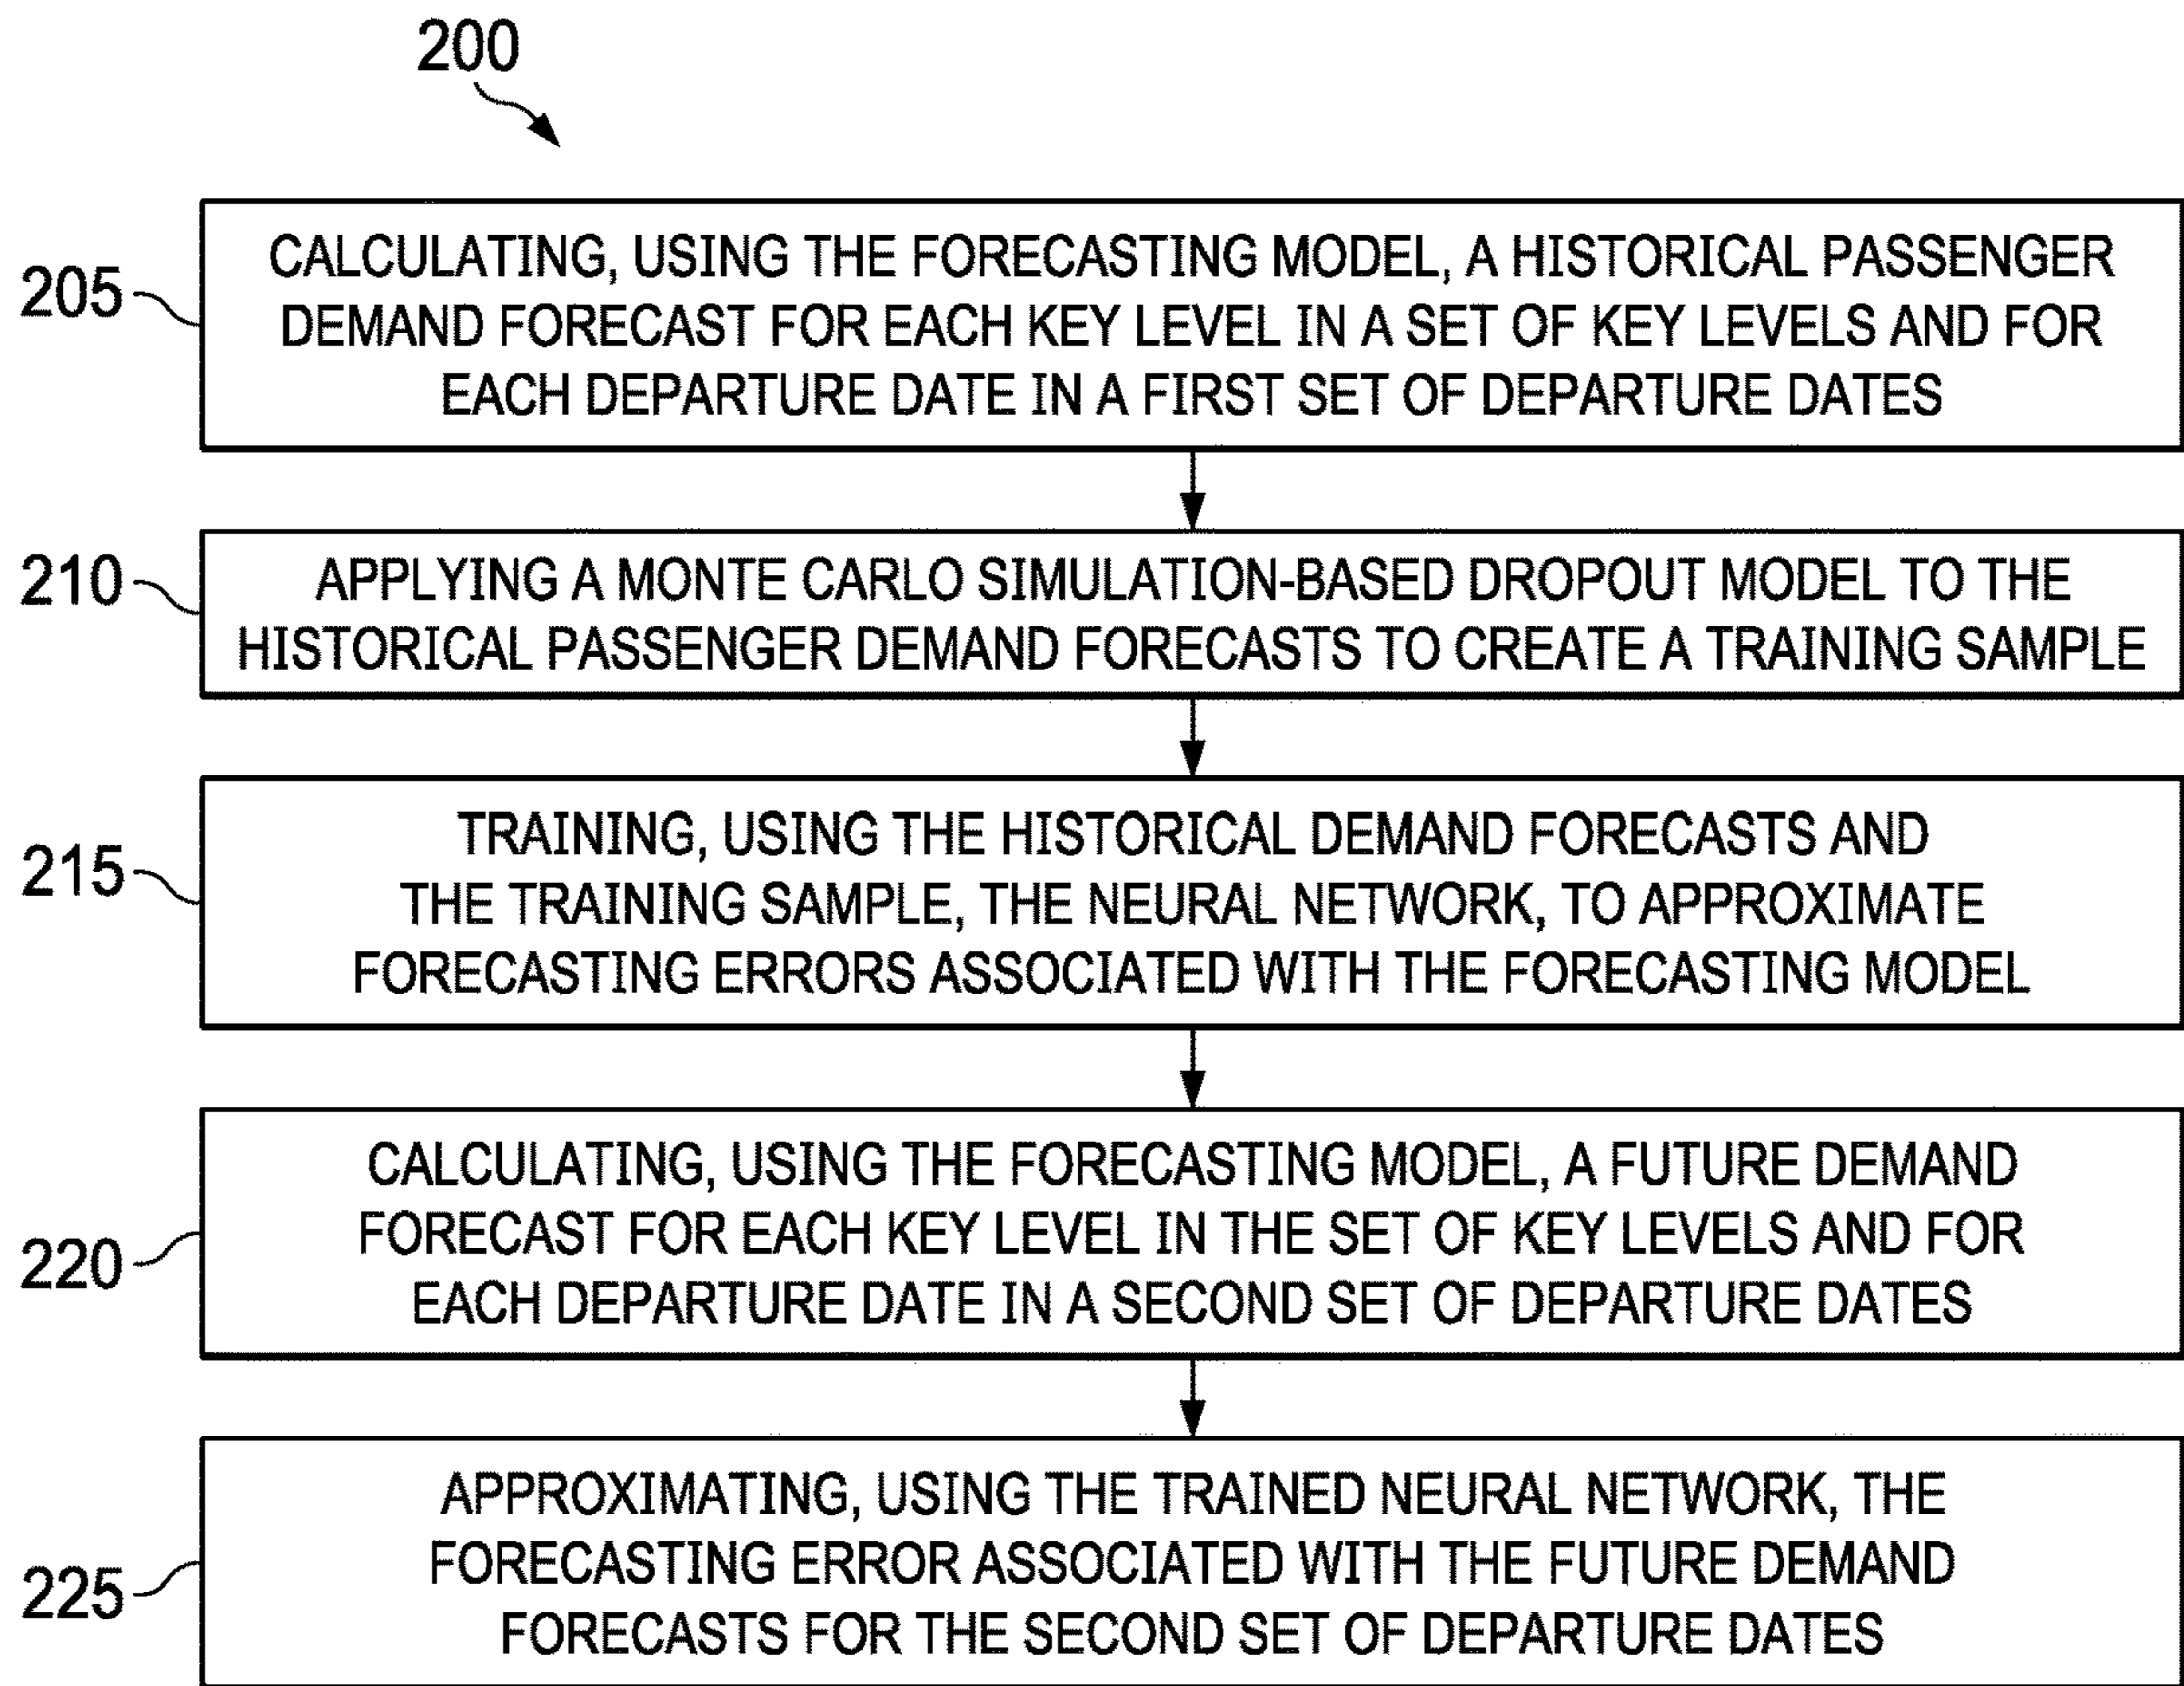 200
205
CALCULATING, USING THE FORECASTING MODEL, A HISTORICAL PASSENGER
DEMAND FORECAST FOR EACH KEY LEVEL IN A SET OF KEY LEVELS AND FOR
EACH DEPARTURE DATE IN A FIRST SET OF DEPARTURE DATES
210
APPLYING A MONTE CARLO SIMULATION-BASED DROPOUT MODEL TO THE
HISTORICAL PASSENGER DEMAND FORECASTS TO CREATE A TRAINING SAMPLE
215
TRAINING, USING THE HISTORICAL DEMAND FORECASTS AND
THE TRAINING SAMPLE, THE NEURAL NETWORK, TO APPROXIMATE
FORECASTING ERRORS ASSOCIATED WITH THE FORECASTING MODEL
220
CALCULATING, USING THE FORECASTING MODEL, A FUTURE DEMAND
FORECAST FOR EACH KEY LEVEL IN THE SET OF KEY LEVELS AND FOR
EACH DEPARTURE DATE IN A SECOND SET OF DEPARTURE DATES
225
APPROXIMATING, USING THE TRAINED NEURAL NETWORK, THE
FORECASTING ERROR ASSOCIATED WITH THE FUTURE DEMAND
FORECASTS FOR THE SECOND SET OF DEPARTURE DATES